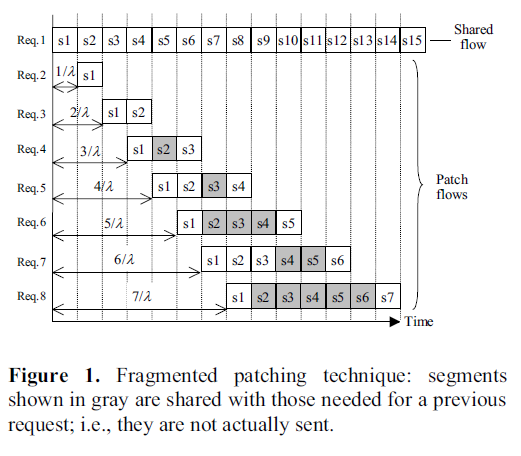 Req. 1 s1 s2 s3 s4 s5 s6 s7 s8 s9 s10 s11 s12 s13 s14 s15 Shared flow
Req.2 1/λ s1
Req.3 2/λ s1 s2
Req.4 3/λ s1 s2 s3
Req.5 4/λ s1 s2 s3 s4
Req.6 5/λ s1 s2 s3 s4 s5
Req.7 6/λ s1 s2 s3 s4 s5 s6
Req.8 7/λ s1 s2 s3 s4 s5 s6 s7
Patch flows
Time
Figure 1. Fragmented patching technique: segments
shown in gray are shared with those needed for a previous
request; i.e., they are not actually sent.